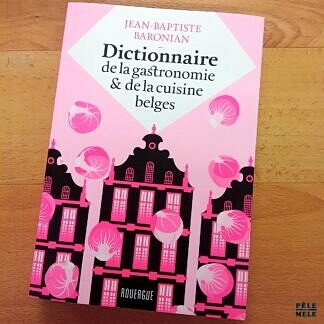 JEAN-BAPTISTE
BARONIAN
Dictionnaire
de la gastronomie
& de la cuisine
belges
ROUERGUE
PÊLE
MÊLE